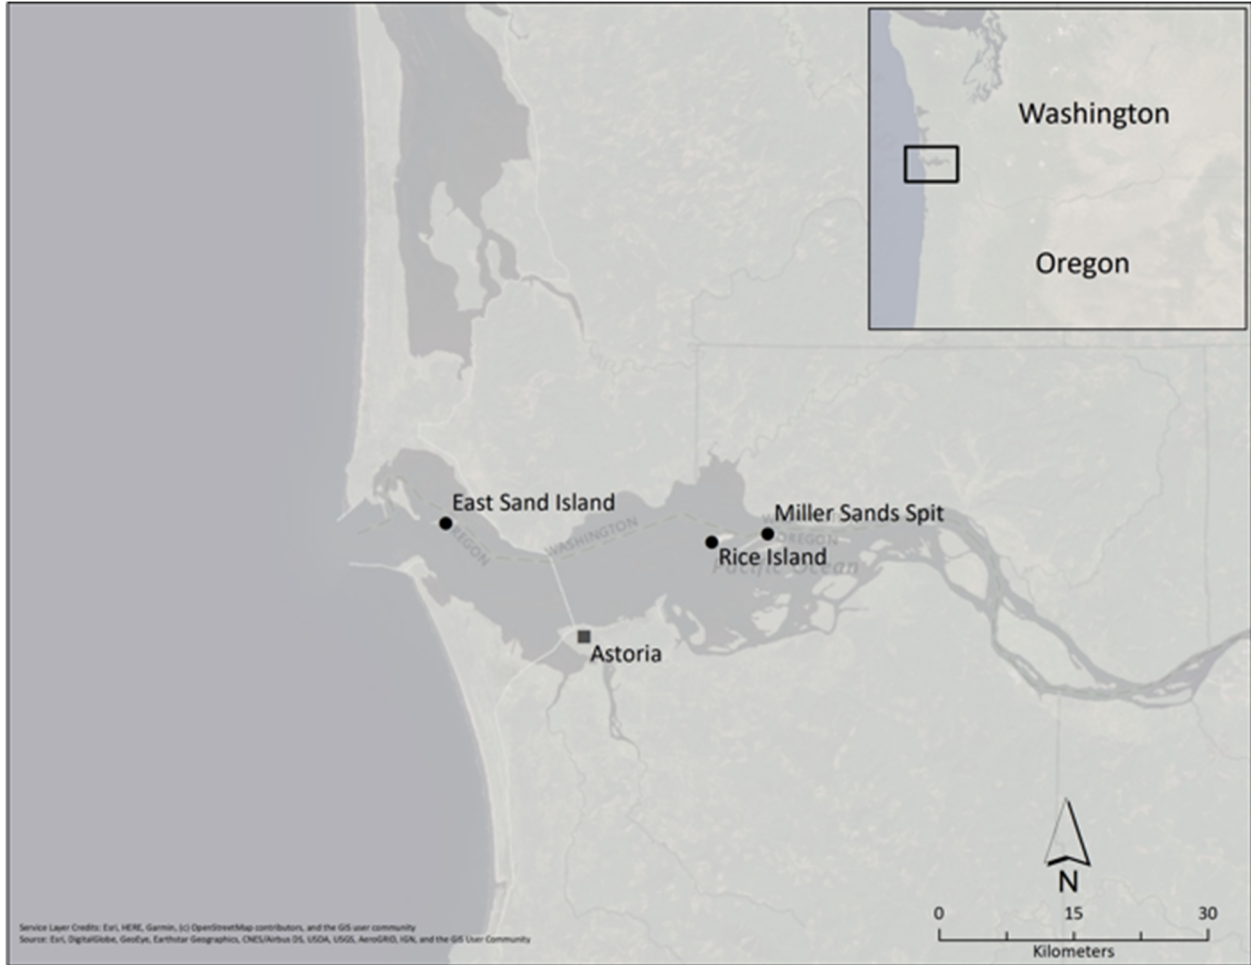 Washington
Oregon
East Sand Island
Miller Sands Spit
WASHINGTON
OREGON
OREGON
Rice Island
Pacific Ocean
Astoria
N
0 15 30
Kilometers
Service Layer Credits: Esri, HERE, Garmin, (c) OpenStreetMap contributors, and the GIS user community
Source: Esri, DigitalGlobe, GeoEye, Earthstar Geographics, CNES/Airbus DS, USDA, USGS, AeroGRID, IGN, and the GIS User Community